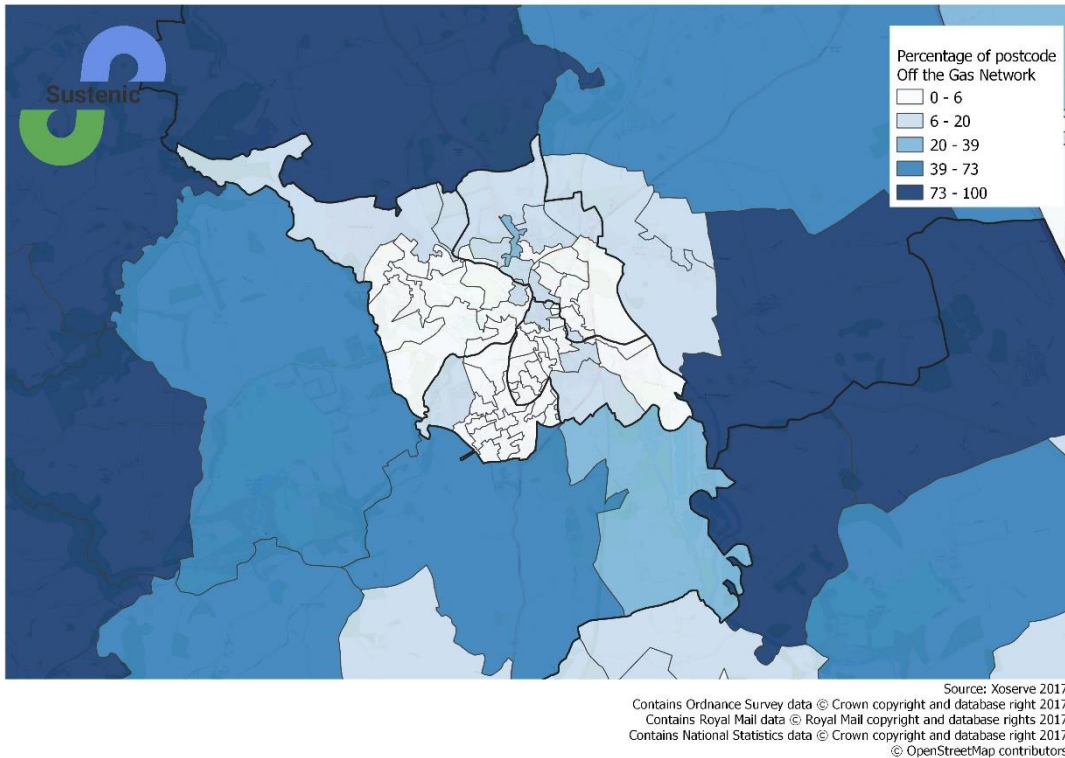 Sustenic
Percentage of postcode
Off the Gas Network
0 - 6
6 - 20
20 - 39
39 - 73
73 - 100
Source: Xoserve 2017
Contains Ordnance Survey data © Crown copyright and database right 2017
Contains Royal Mail data © Royal Mail copyright and database rights 2017
Contains National Statistics data © Crown copyright and database right 2017
© OpenStreetMap contributors